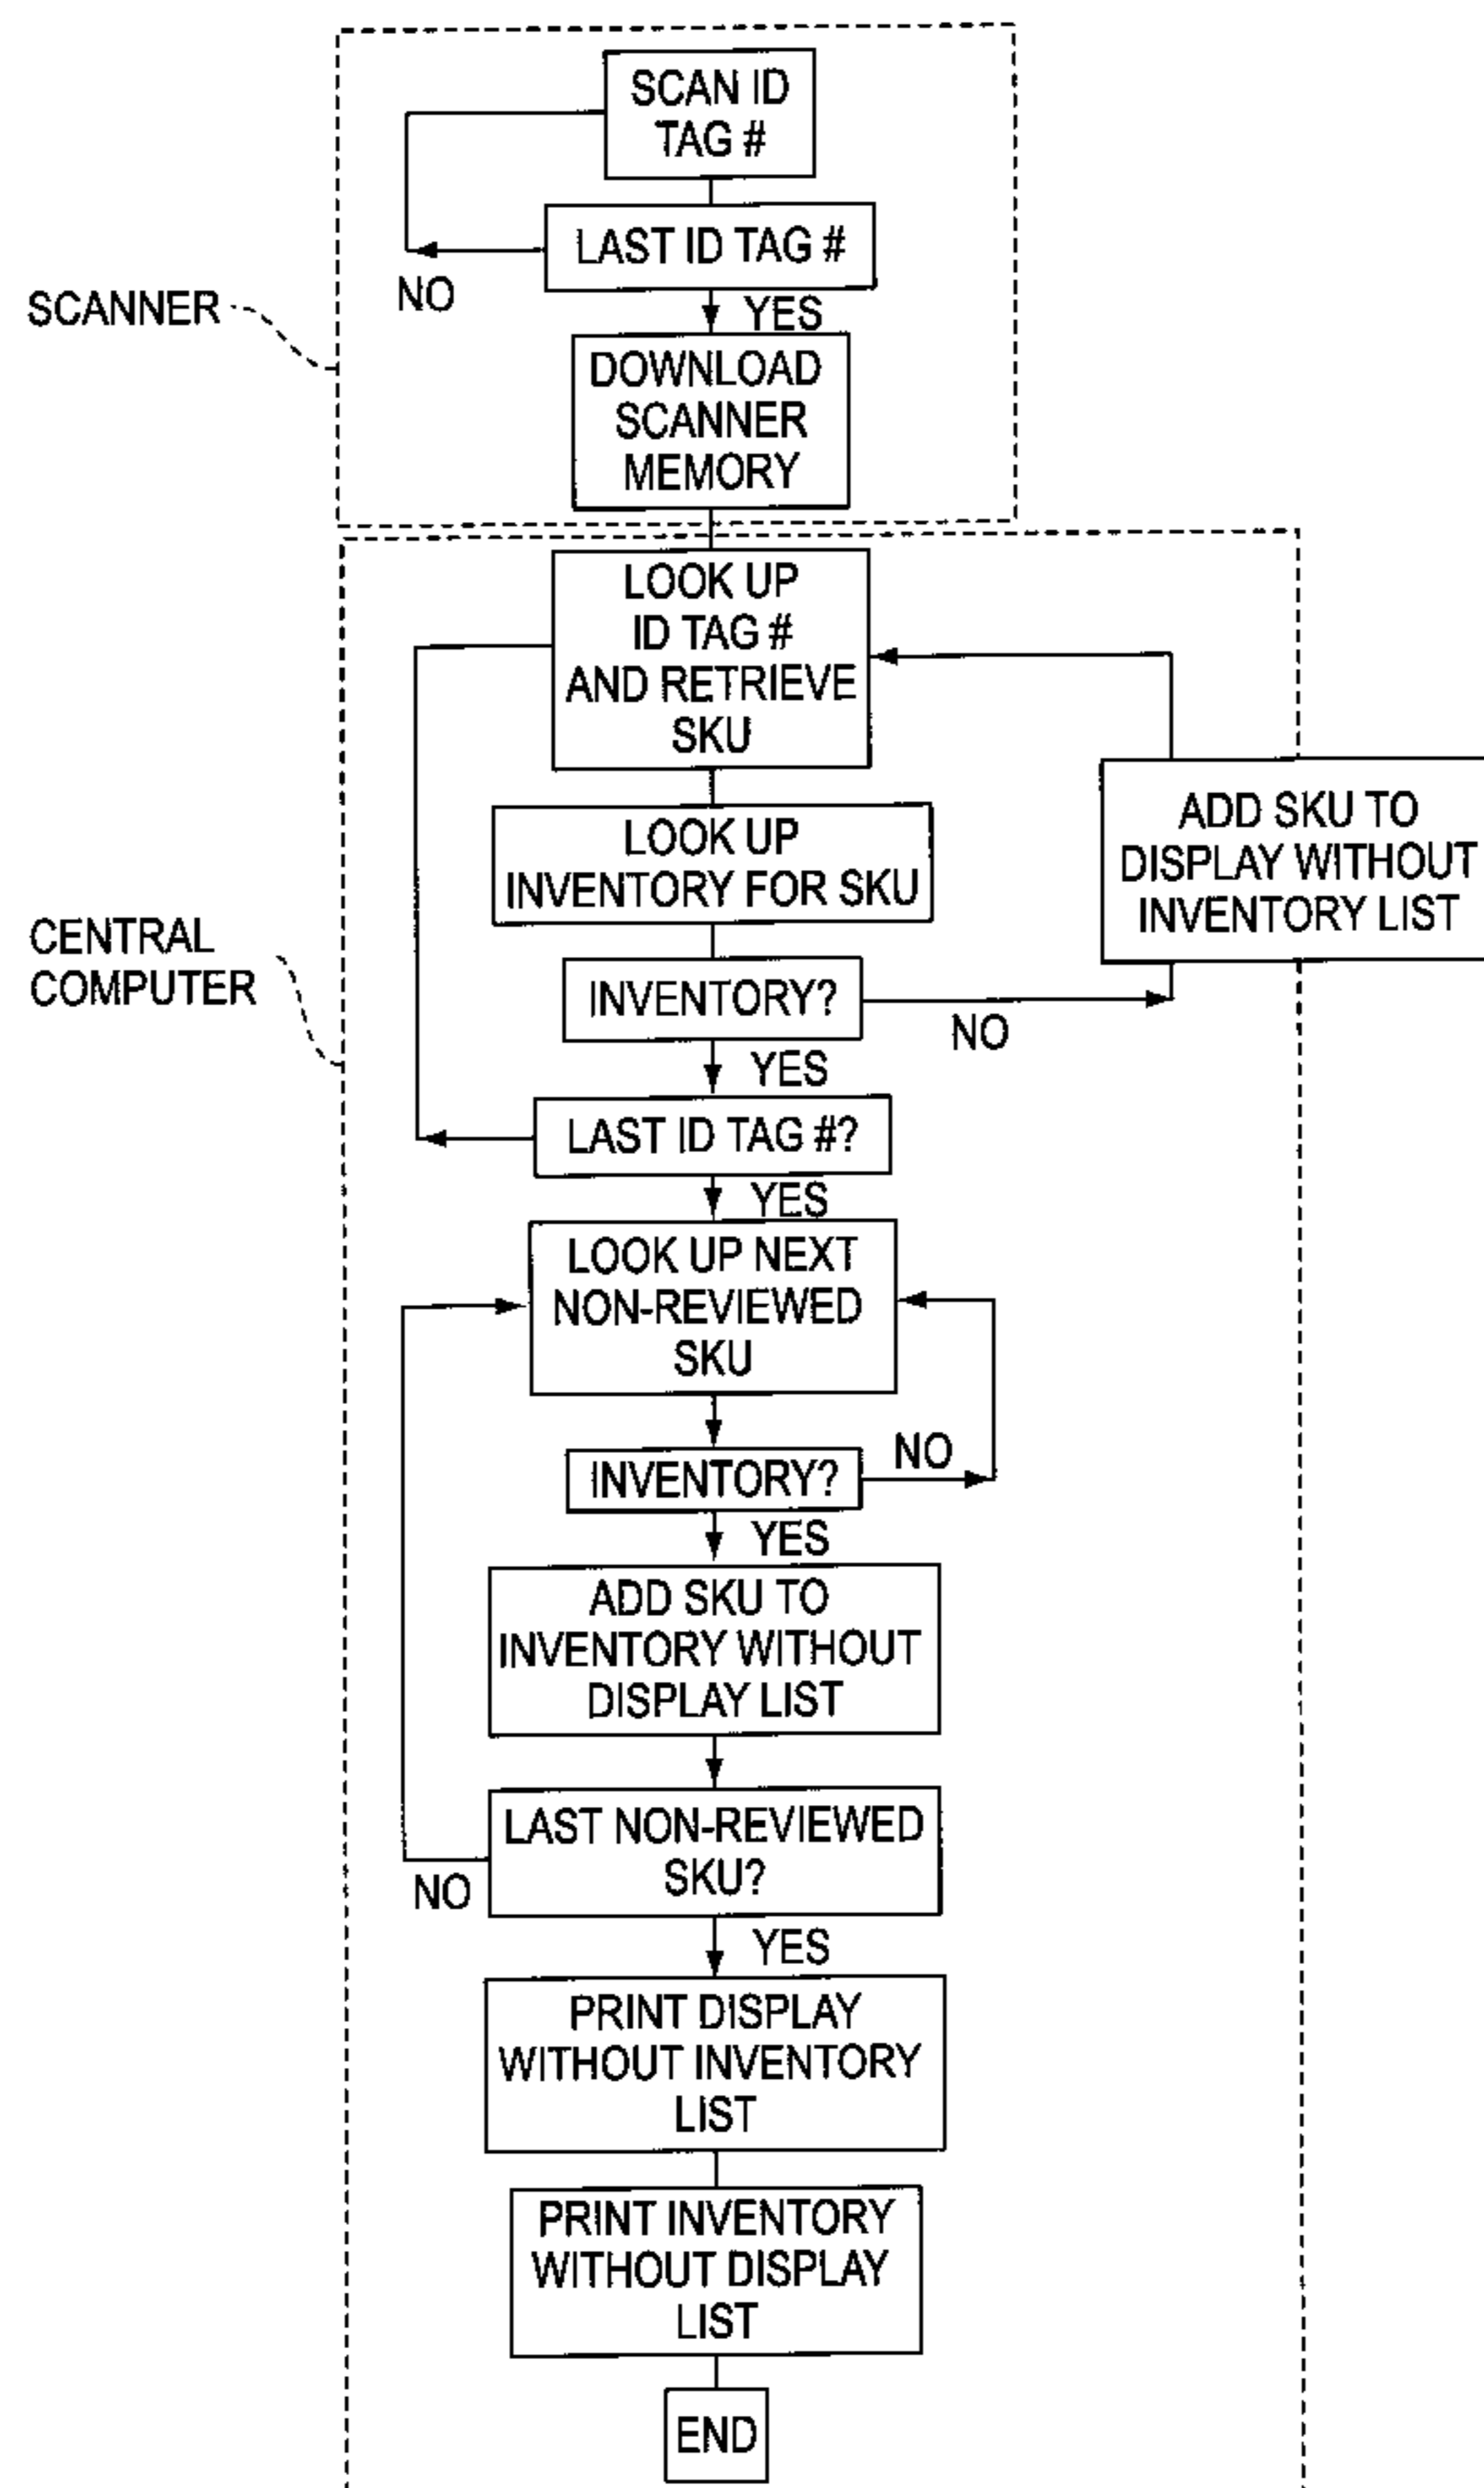 SCAN ID
TAG #
LAST ID TAG #
NO
YES
SCANNER
DOWNLOAD
SCANNER
MEMORY
LOOK UP
ID TAG #
AND RETRIEVE
SKU
ADD SKU TO
DISPLAY WITHOUT
INVENTORY LIST
LOOK UP
INVENTORY FOR SKU
CENTRAL
COMPUTER
INVENTORY?
NO
YES
LAST ID TAG #?
YES
LOOK UP NEXT
NON-REVIEWED
SKU
NO
INVENTORY?
YES
ADD SKU TO
INVENTORY WITHOUT
DISPLAY LIST
LAST NON-REVIEWED
SKU?
NO
YES
PRINT DISPLAY
WITHOUT INVENTORY
LIST
PRINT INVENTORY
WITHOUT DISPLAY
LIST
END